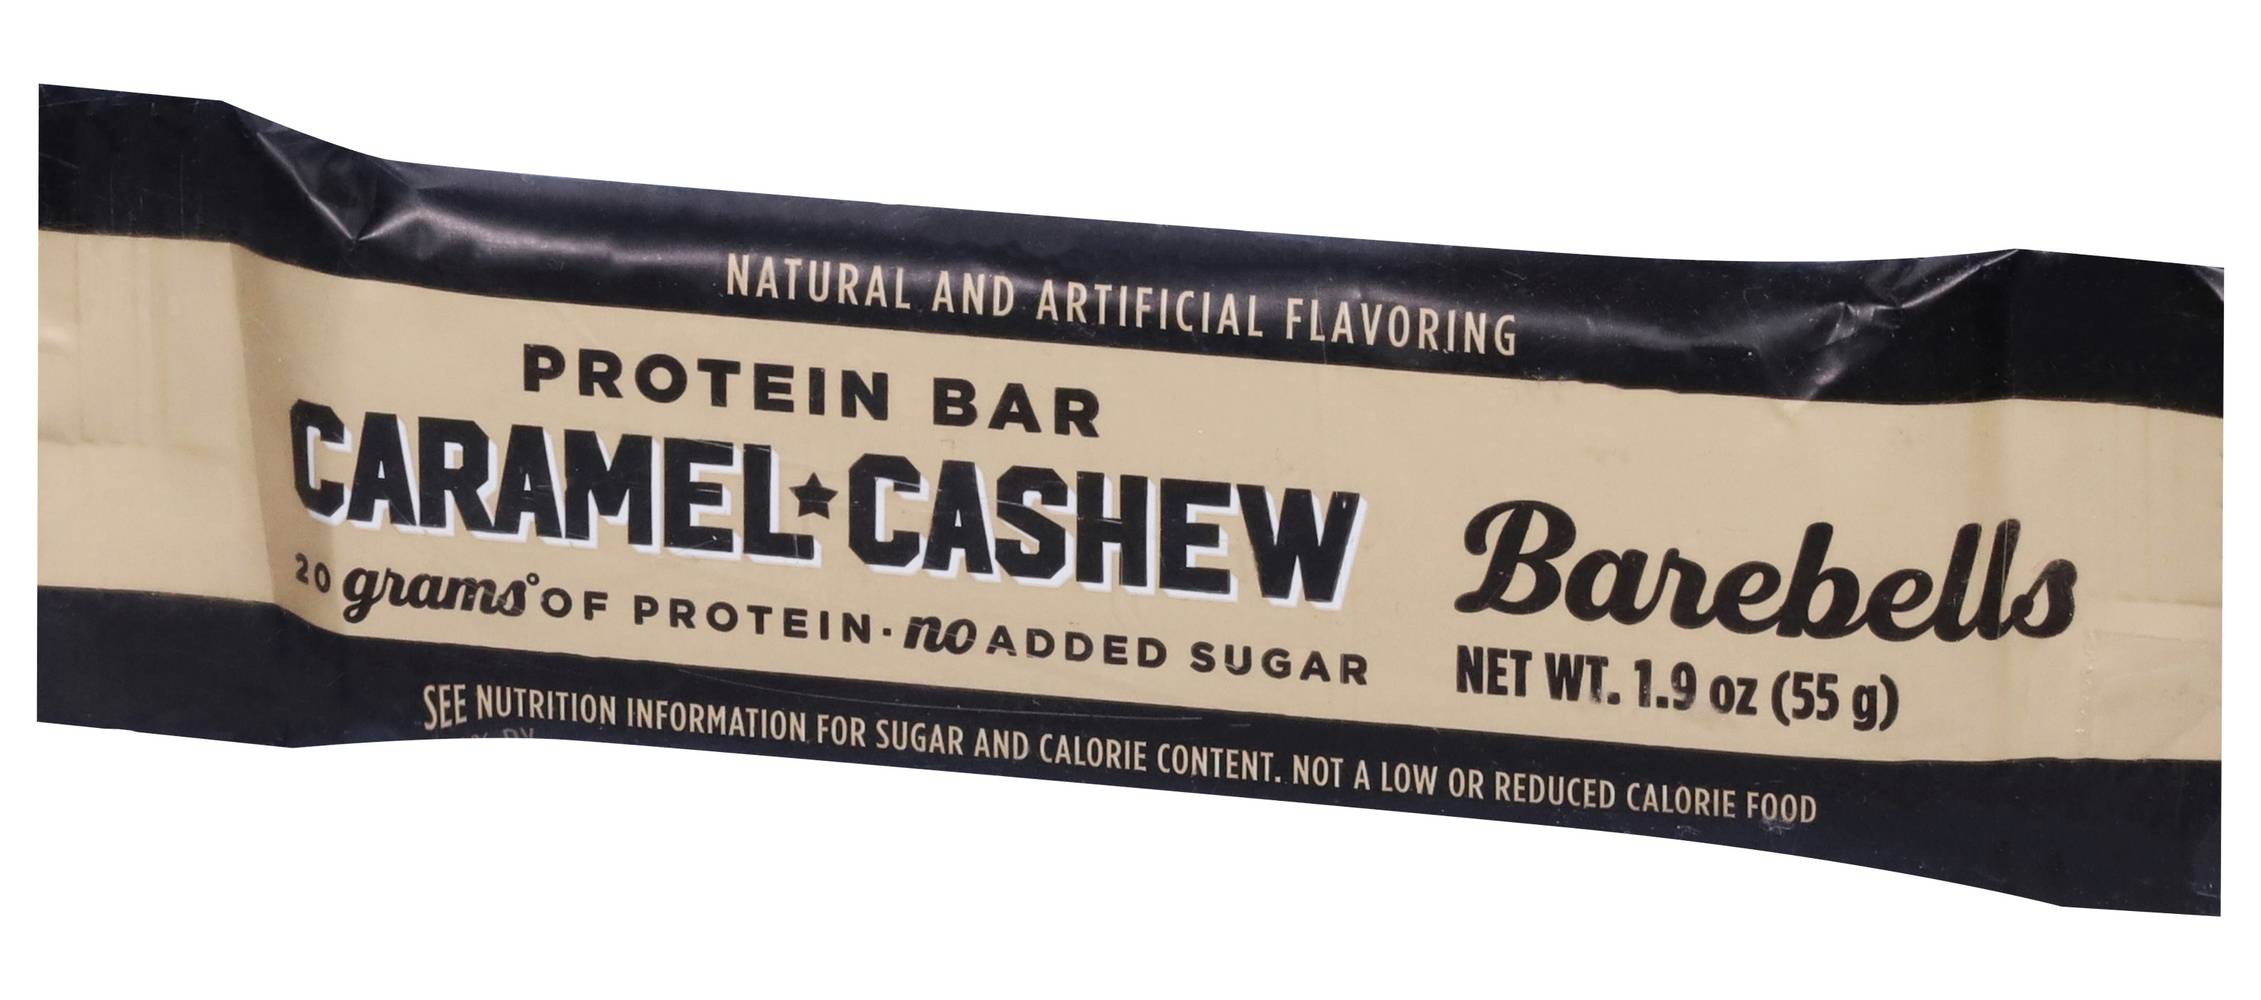 NATURAL AND ARTIFICIAL FLAVORING
PROTEIN BAR
CARAMEL★CASHEW
20 grams° OF PROTEIN · no ADDED SUGAR
Barebells
NET WT. 1.9 oz (55 g)
SEE NUTRITION INFORMATION FOR SUGAR AND CALORIE CONTENT. NOT A LOW OR REDUCED CALORIE FOOD